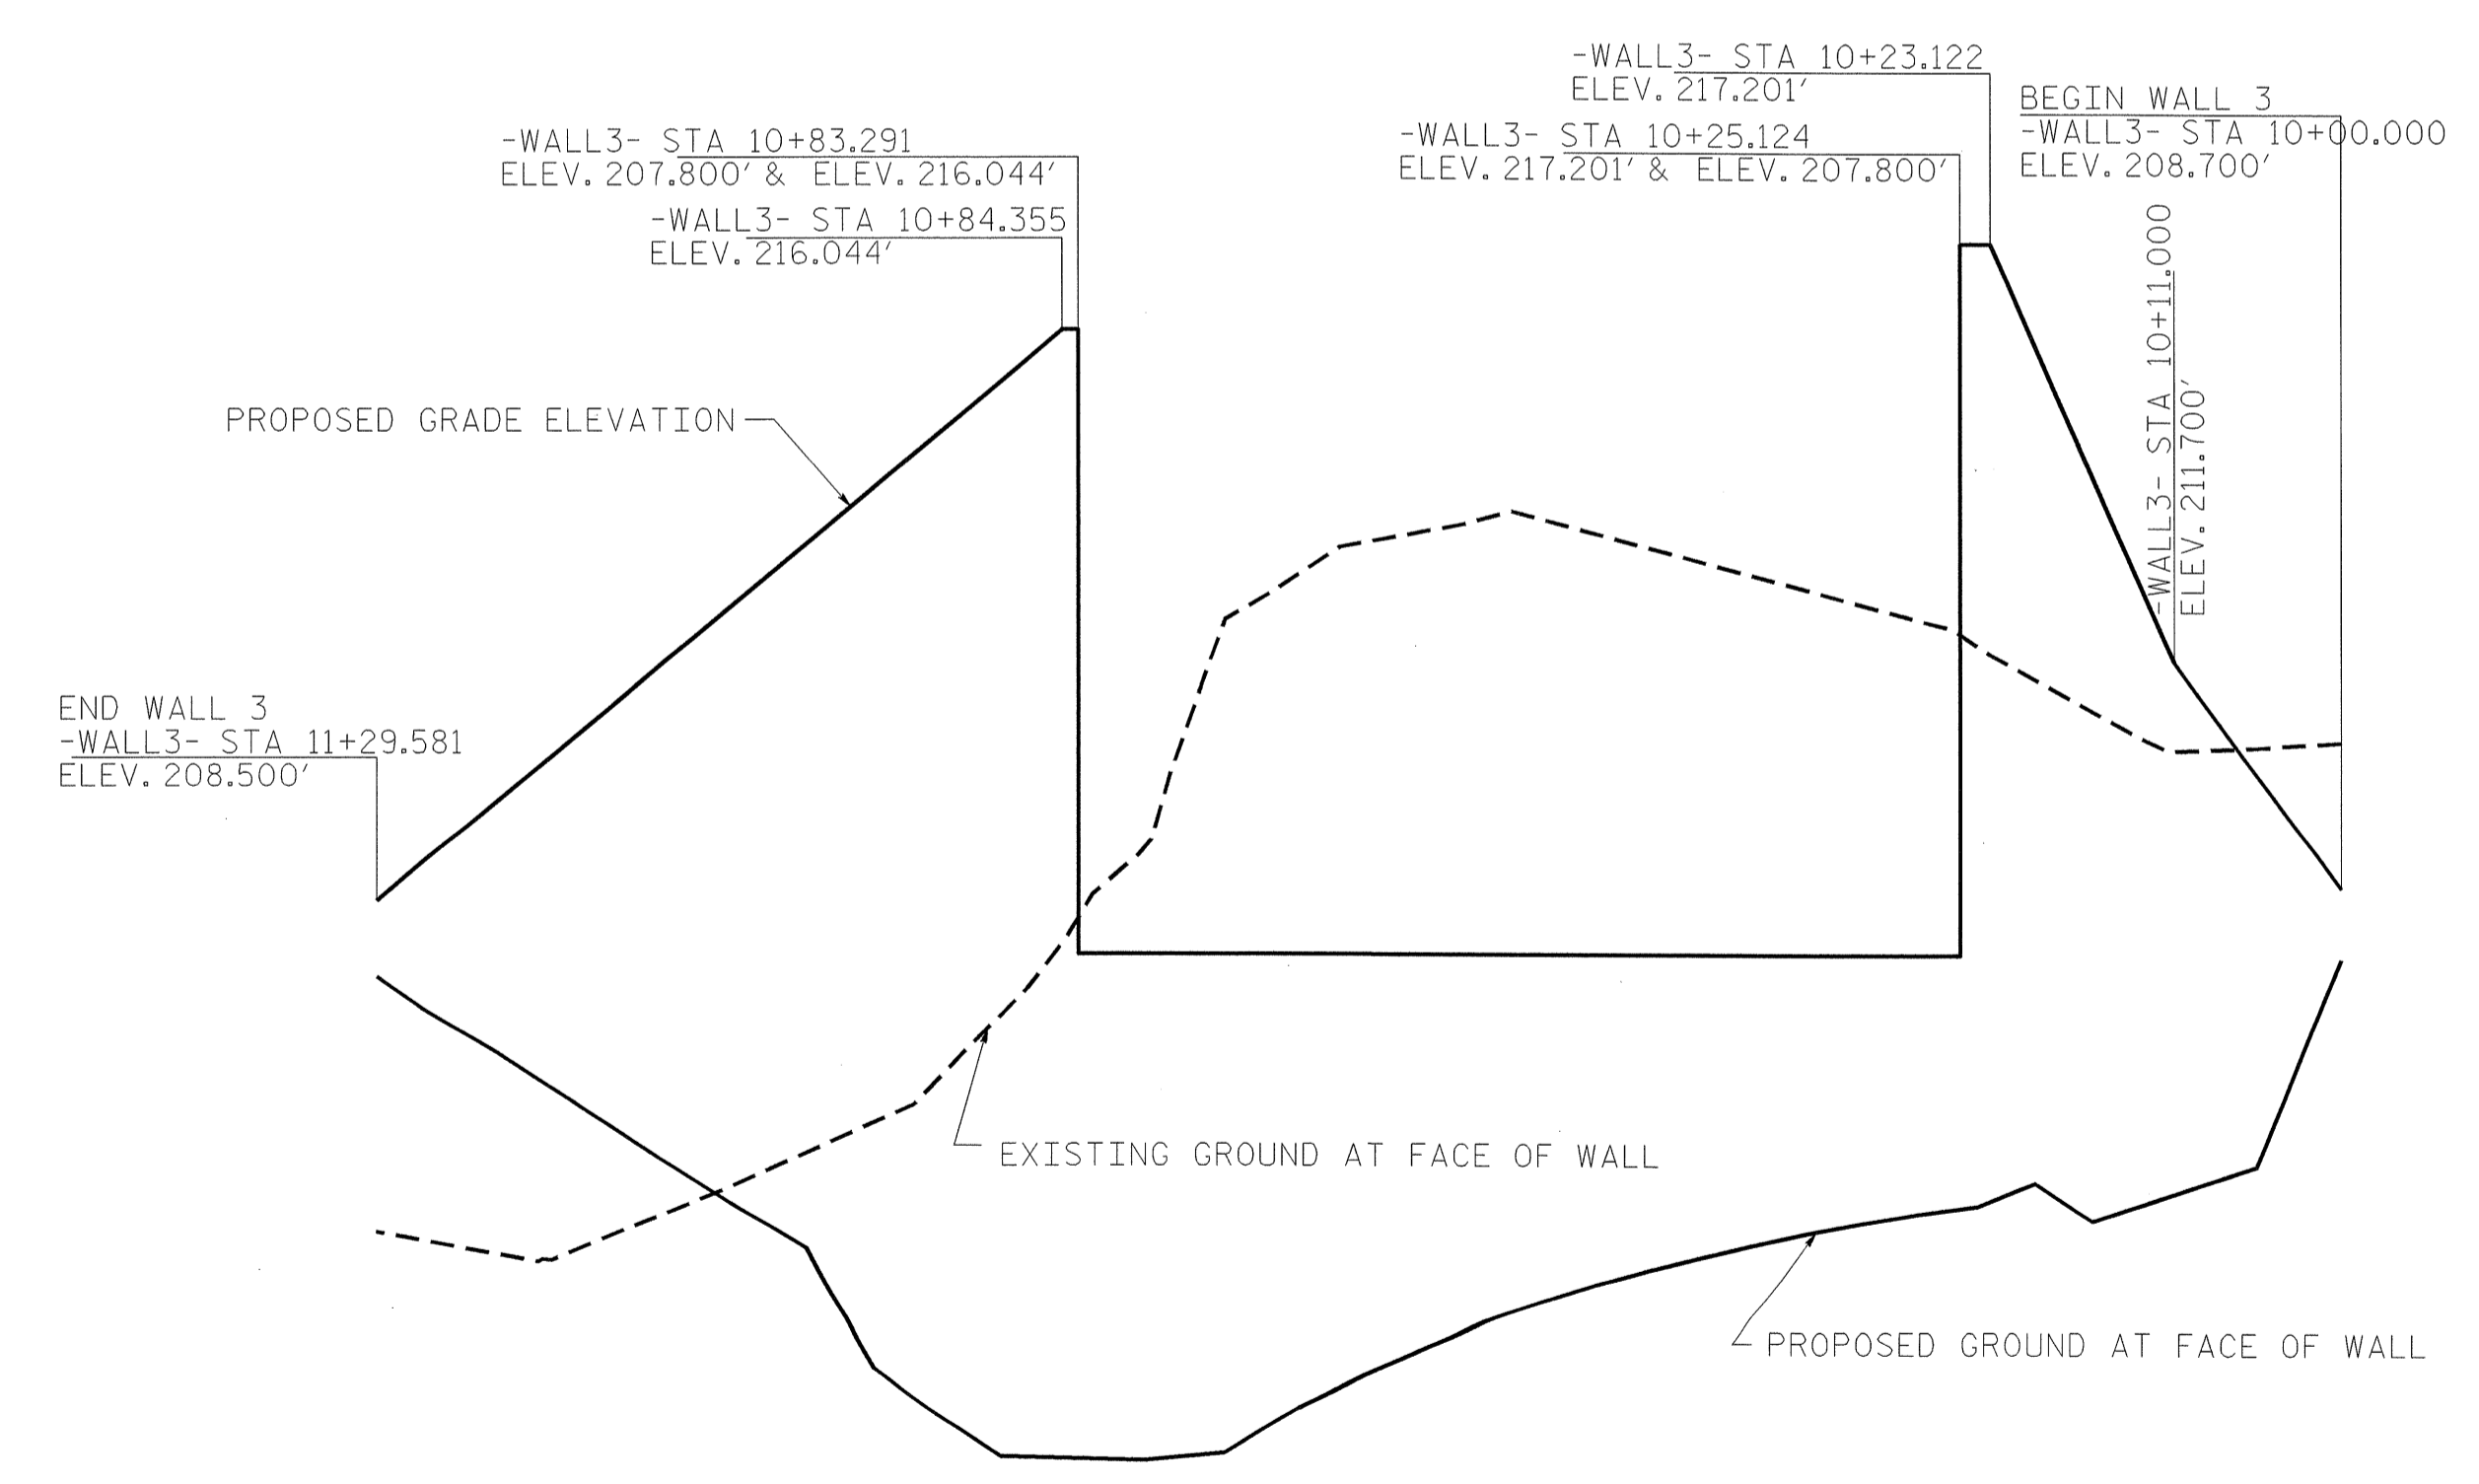 -WALL3- STA 10+23.122
ELEV. 217.201'
BEGIN WALL 3
-WALL3- STA 10+00.000
ELEV. 208.700'
-WALL3- STA 10+83.291
ELEV. 207.800' & ELEV. 216.044'
-WALL3- STA 10+25.124
ELEV. 217.201' & ELEV. 207.800'
-WALL3- STA 10+84.355
ELEV. 216.044'
-WALL3- STA 10+11.000
ELEV. 211.700'
PROPOSED GRADE ELEVATION
END WALL 3
-WALL3- STA 11+29.581
ELEV. 208.500'
EXISTING GROUND AT FACE OF WALL
PROPOSED GROUND AT FACE OF WALL